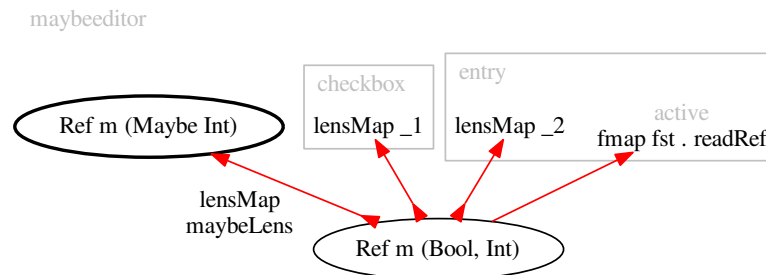 maybeeditor
checkbox
entry
active
Ref m (Maybe Int)
lensMap _1
lensMap _2
fmap fst . readRef
lensMap
maybeLens
Ref m (Bool, Int)